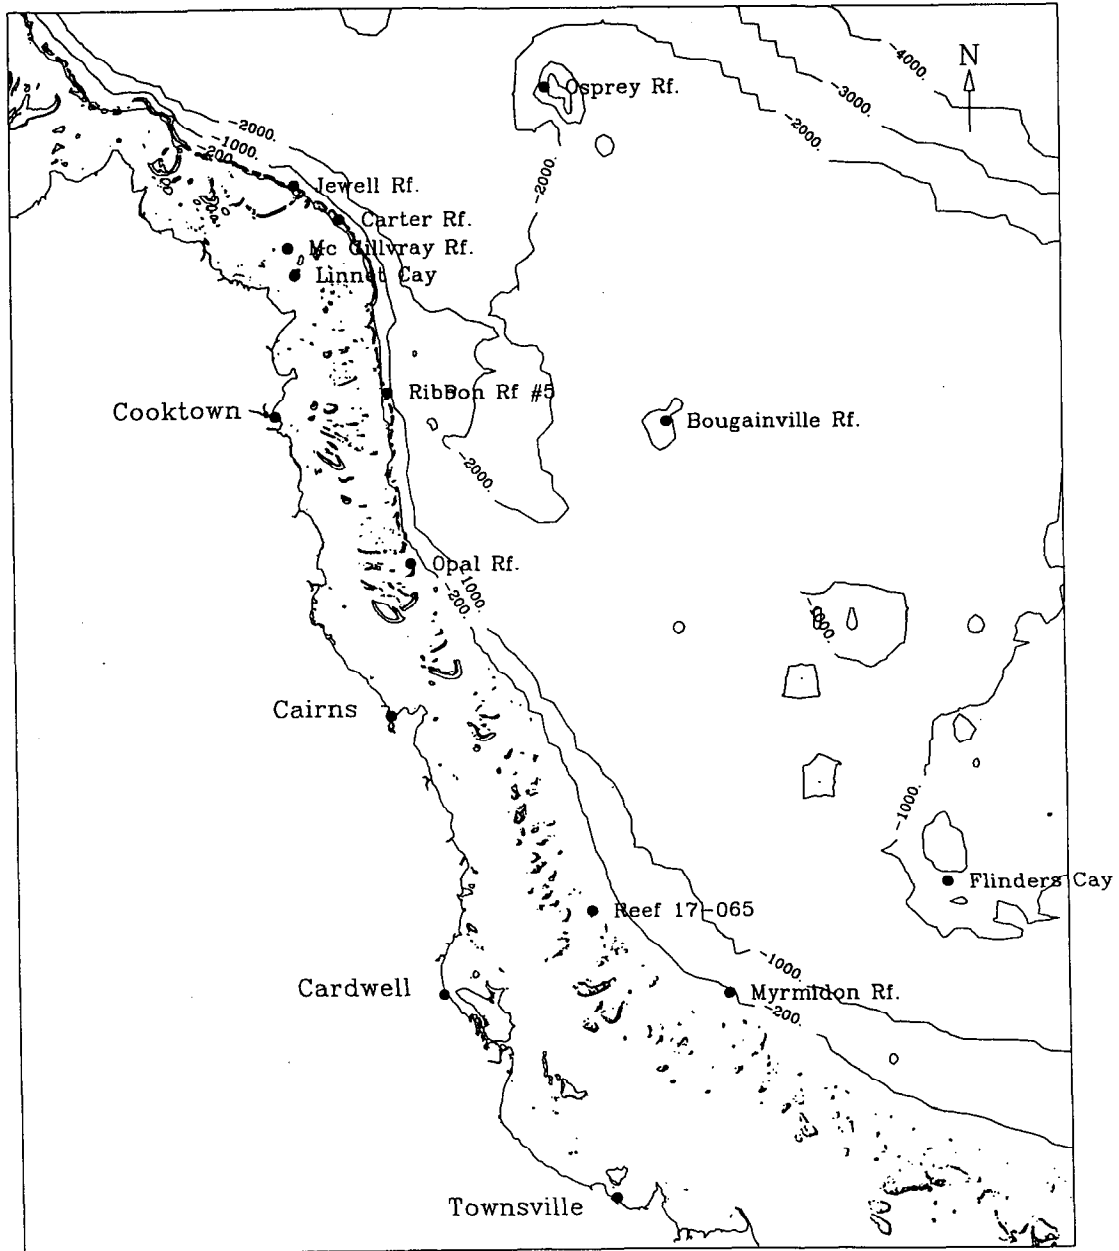 -4000.
N
-3000.
Osprey Rf.
-2000.
-2000.
-1000.
-200.
-2000.
Jewell Rf.
Carter Rf.
Mc Gillvray Rf.
Linnet Cay
Ribbon Rf #5
Cooktown
Bougainville Rf.
-2000.
Opal Rf.
-1000.
-200.
Cairns
-1000.
Flinders Cay
Reef 17-065
-1000.
Cardwell
Myrmidon Rf.
-200.
Townsville